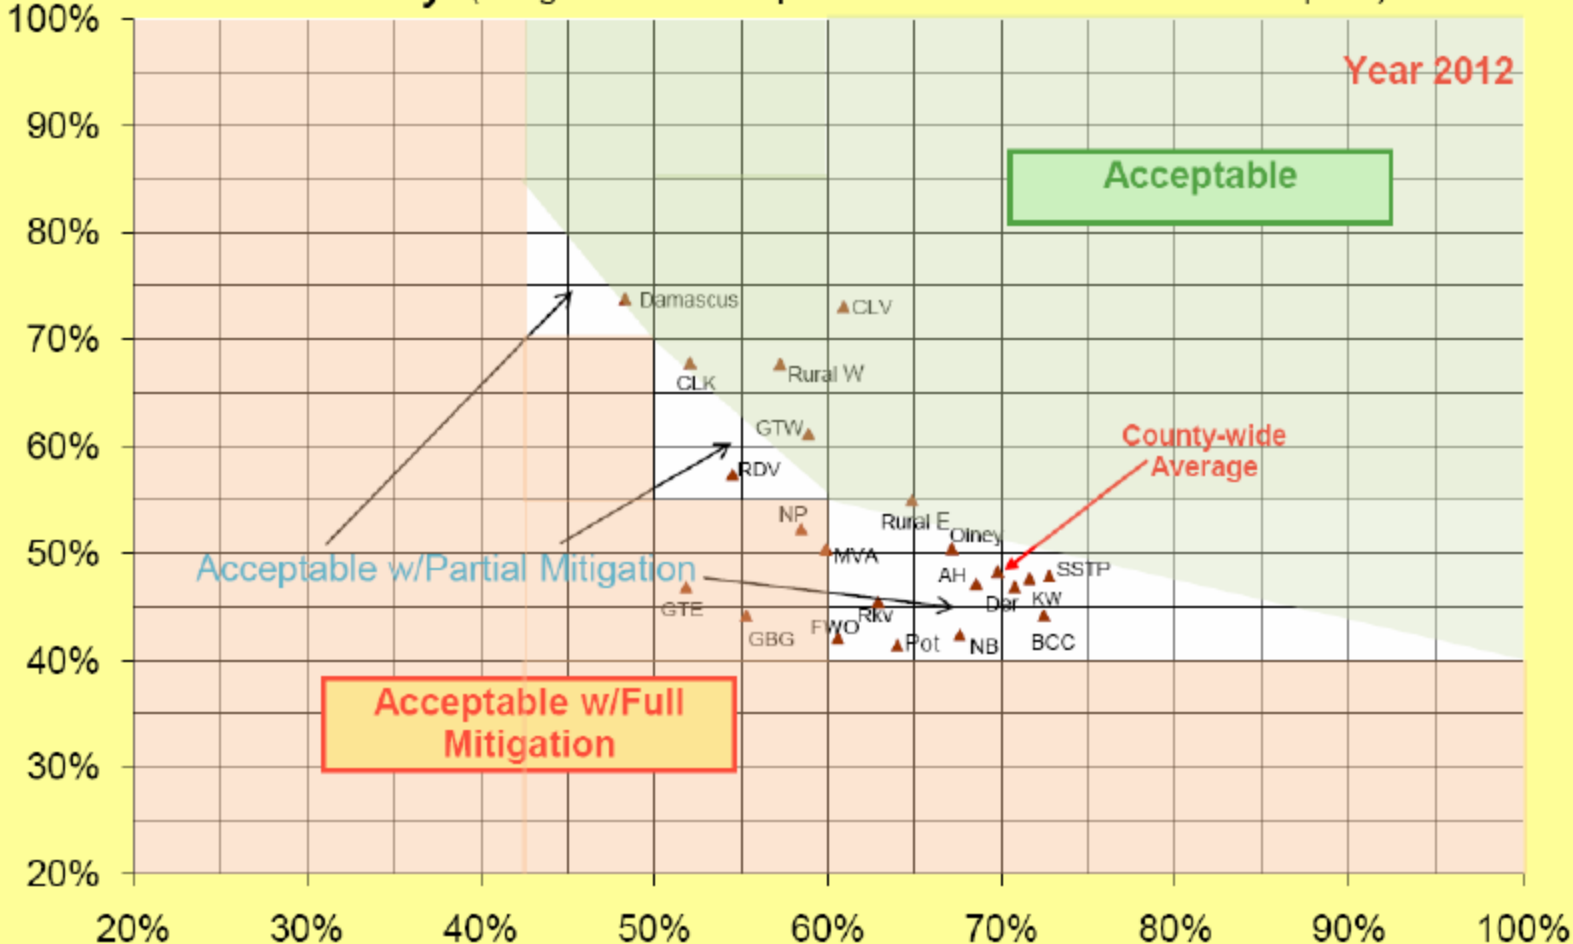 100%
Year 2012
90%
Acceptable
80%
Damascus
CLV
70%
CLK
Rural W
GTW
60%
County-wide
Average
RDV
NP
Rural E
Olney
50%
MVA
Acceptable w/Partial Mitigation
AH
SSTP
GTE
Der
KW
Rkv
FWO
GBG
Pot
NB
BCC
40%
Acceptable w/Full
Mitigation
30%
20%
20% 30% 40% 50% 60% 70% 80% 90% 100%